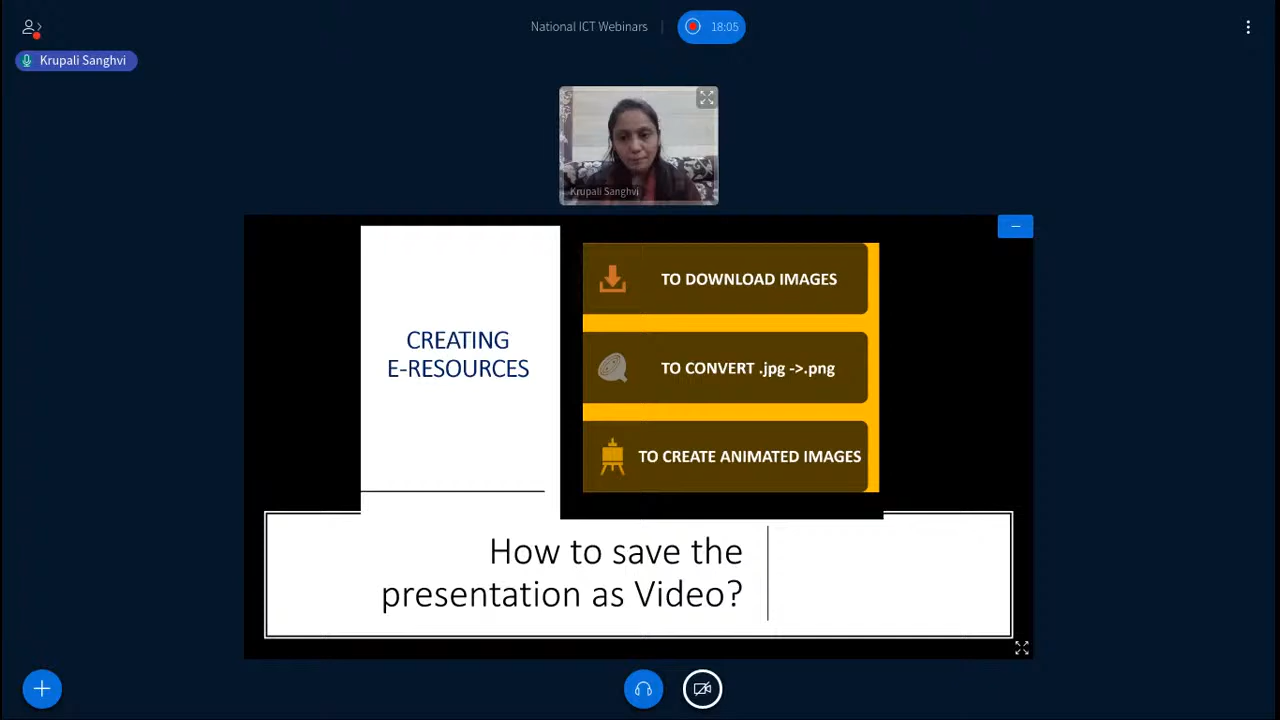 National ICT Webinars
18:05
Krupali Sanghvi
Krupali Sanghvi
CREATING
E-RESOURCES
TO DOWNLOAD IMAGES
TO CONVERT .jpg ->.png
TO CREATE ANIMATED IMAGES
How to save the
presentation as Video?